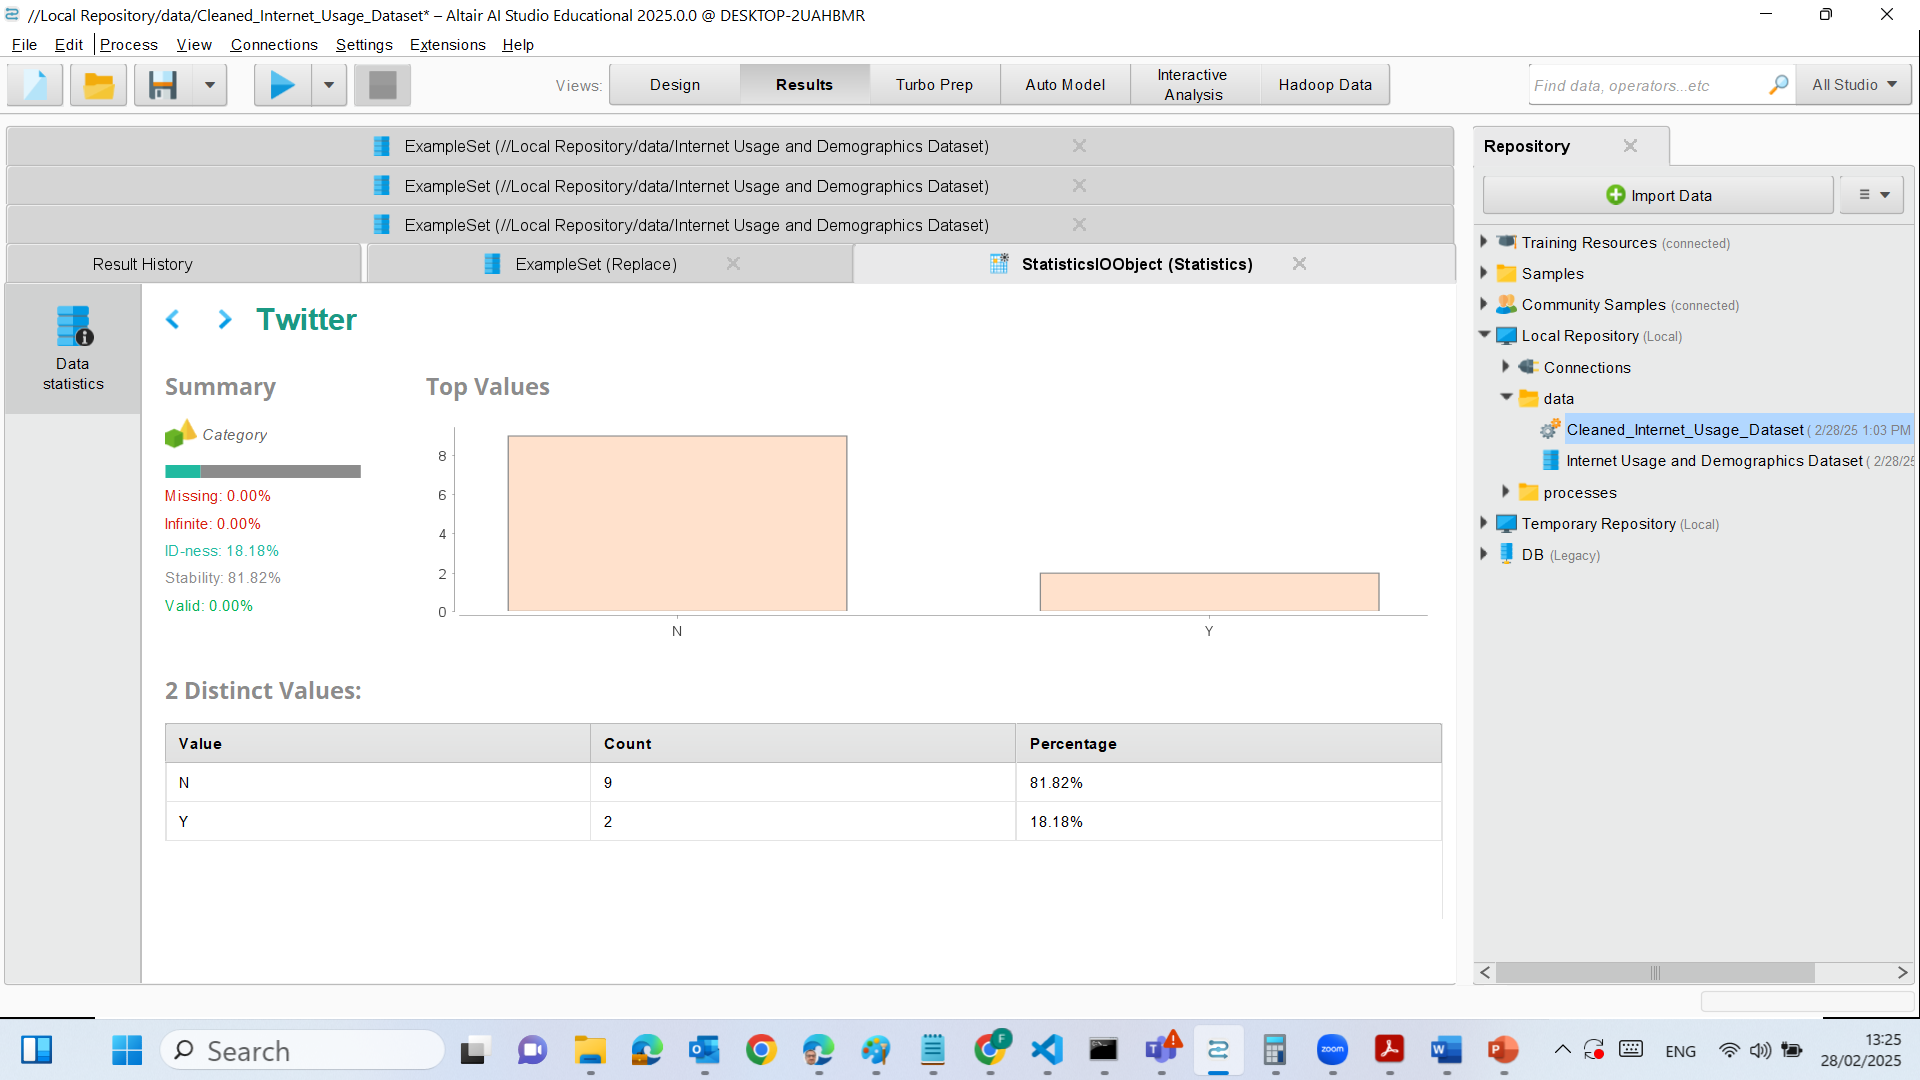 //Local Repository/data/Cleaned_Internet_Usage_Dataset* – Altair AI Studio Educational 2025.0.0 @ DESKTOP-2UAHBMR
File Edit Process View Connections Settings Extensions Help
Views: Design Results Turbo Prep Auto Model Interactive Analysis Hadoop Data
Find data, operators...etc All Studio
ExampleSet (//Local Repository/data/Internet Usage and Demographics Dataset)
ExampleSet (//Local Repository/data/Internet Usage and Demographics Dataset)
ExampleSet (//Local Repository/data/Internet Usage and Demographics Dataset)
Result History ExampleSet (Replace) StatisticsIOObject (Statistics)
Data
statistics
Twitter
Summary
Category
Missing: 0.00%
Infinite: 0.00%
ID-ness: 18.18%
Stability: 81.82%
Valid: 0.00%
Top Values
8
6
4
2
0
N Y
2 Distinct Values:
Value Count Percentage
N 9 81.82%
Y 2 18.18%
Repository
Import Data
Training Resources (connected)
Samples
Community Samples (connected)
Local Repository (Local)
Connections
data
Cleaned_Internet_Usage_Dataset ( 2/28/25 1:03 PM
Internet Usage and Demographics Dataset ( 2/28/25
processes
Temporary Repository (Local)
DB (Legacy)
Search
zoom
F
ENG
13:25
28/02/2025